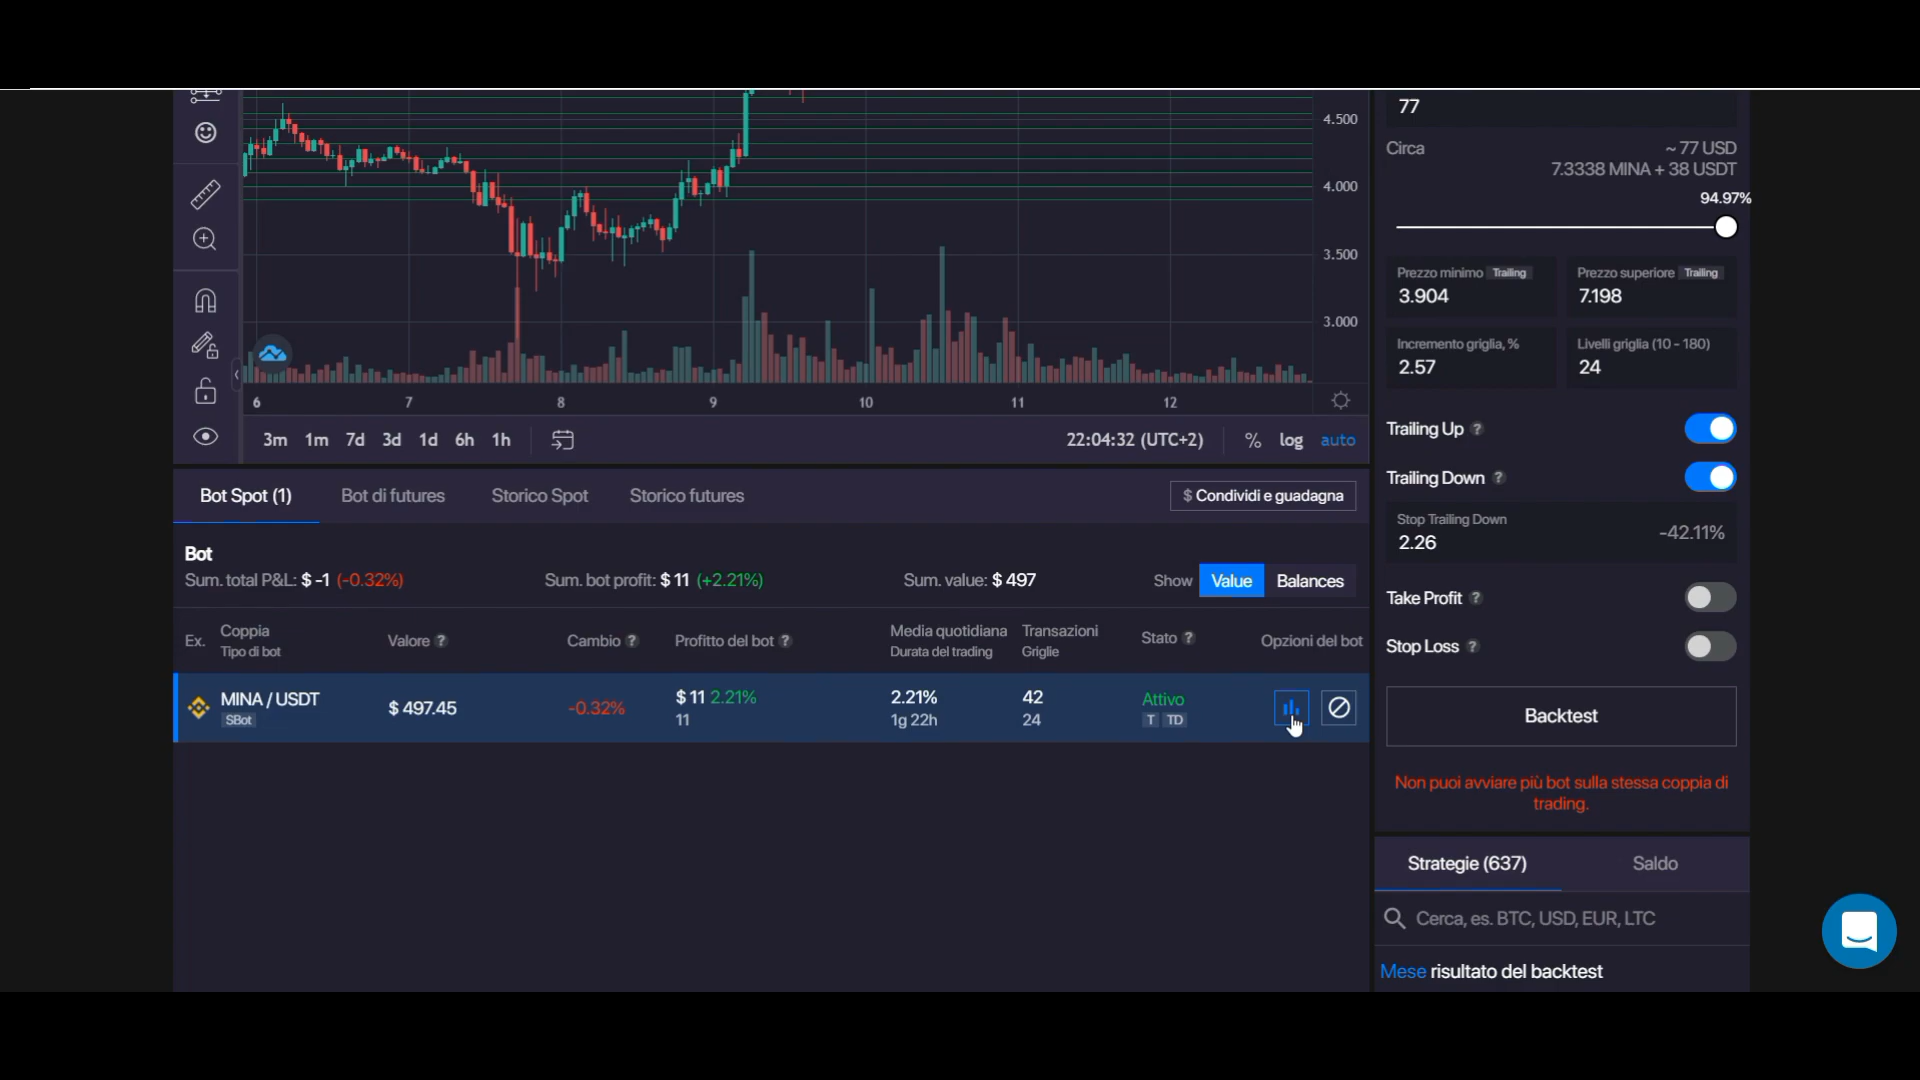 4.500
4.000
3.500
3.000
6 7 8 9 10 11 12
3m 1m 7d 3d 1d 6h 1h 22:04:32 (UTC+2) % log auto
Bot Spot (1) Bot di futures Storico Spot Storico futures $ Condividi e guadagna
Bot
Sum. total P&L: $ -1 (-0.32%) Sum. bot profit: $ 11 (+2.21%) Sum. value: $ 497 Show Value Balances
Ex. Coppia Valore ? Cambio ? Profitto del bot ? Media quotidiana Transazioni Stato ? Opzioni del bot
Tipo di bot Durata del trading Griglie
MINA / USDT $ 497.45 -0.32% $ 11 2.21% 2.21% 42 Attivo
SBot 11 1g 22h 24 T TD
77
Circa ~ 77 USD
7.3338 MINA + 38 USDT
94.97%
Prezzo minimo Trailing Prezzo superiore Trailing
3.904 7.198
Incremento griglia, % Livelli griglia (10 - 180)
2.57 24
Trailing Up ?
Trailing Down ?
Stop Trailing Down
2.26 -42.11%
Take Profit ?
Stop Loss ?
Backtest
Non puoi avviare più bot sulla stessa coppia di
trading.
Strategie (637) Saldo
Cerca, es. BTC, USD, EUR, LTC
Mese risultato del backtest